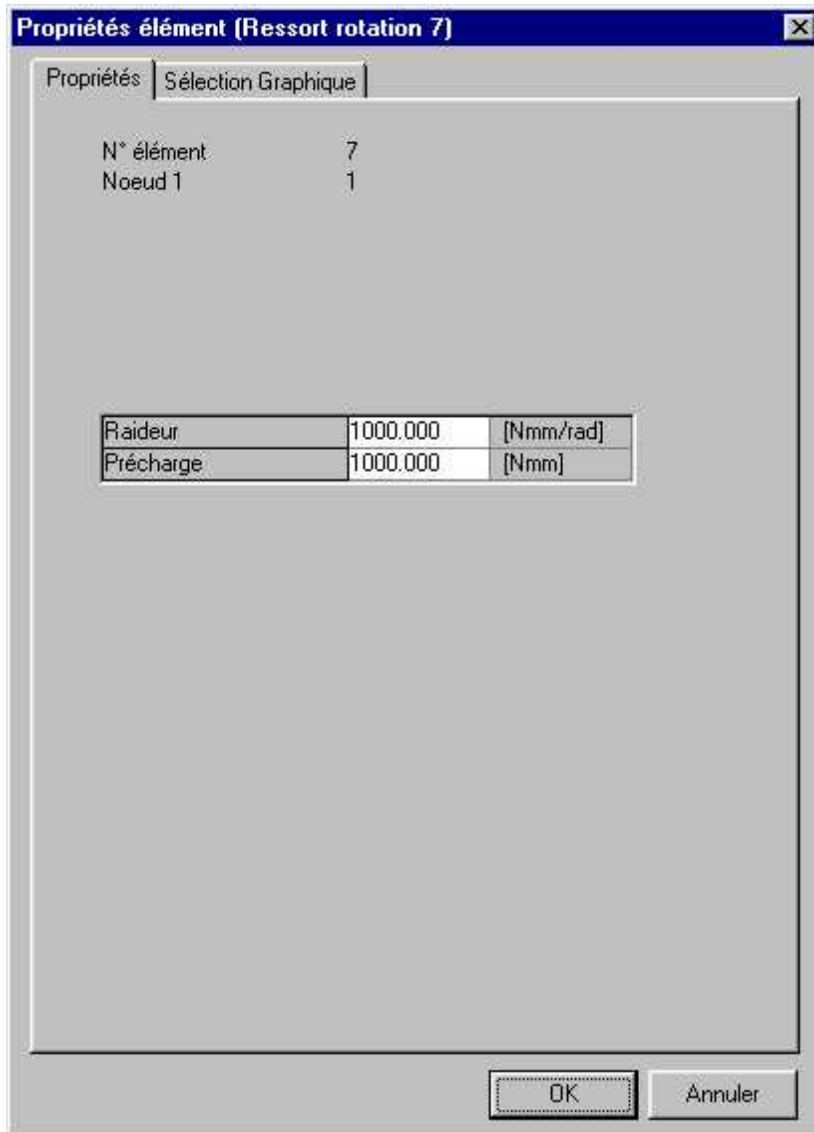 Propriétés élément (Ressort rotation 7)
Propriétés Sélection Graphique
N° élément 7
Noeud 1 1
Raideur 1000.000 [Nmm/rad]
Précharge 1000.000 [Nmm]
OK Annuler